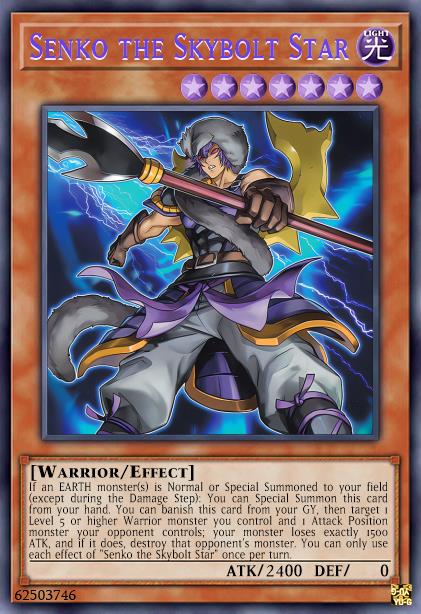 Senko the Skybolt Star
LIGHT
光
[Warrior/Effect]
If an EARTH monster(s) is Normal or Special Summoned to your field
(except during the Damage Step): You can Special Summon this card
from your hand. You can banish this card from your GY, then target 1
Level 5 or higher Warrior monster you control and 1 Attack Position
monster your opponent controls; your monster loses exactly 1500
ATK, and if it does, destroy that opponent's monster. You can only use
each effect of "Senko the Skybolt Star" once per turn.
ATK/2400 DEF/ 0
62503746